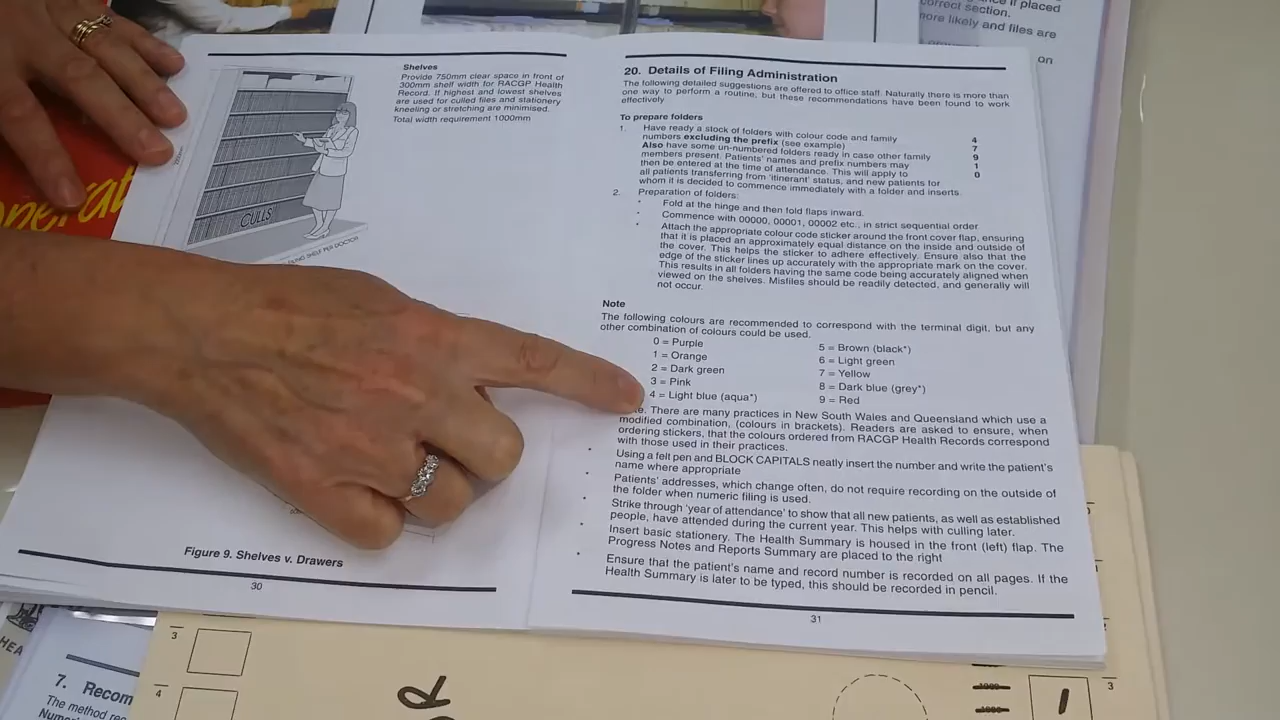 ce if placed
correct section.
more likely and files are
on
Shelves
Provide 750mm clear space in front of
300mm shelf width for RACGP Health
Record. If highest and lowest shelves
are used for culled files and stationery
kneeling or stretching are minimised.
Total width requirement 1000mm
CULLS
SHELF PER DOCTOR
Figure 9. Shelves v. Drawers
30
20. Details of Filing Administration
The following detailed suggestions are offered to office staff. Naturally there is more than
one way to perform a routine, but these recommendations have been found to work
effectively
To prepare folders
1. Have ready a stock of folders with colour code and family
numbers excluding the prefix (see example)
Also have some un-numbered folders ready in case other family
members present. Patients' names and prefix numbers may
then be entered at the time of attendance. This will apply to
all patients transferring from 'itinerant' status, and new patients for
whom it is decided to commence immediately with a folder and inserts.
4
7
9
1
0
2. Preparation of folders:
• Fold at the hinge and then fold flaps inward.
• Commence with 00000, 00001, 00002 etc., in strict sequential order
• Attach the appropriate colour code sticker around the front cover flap, ensuring
that it is placed an approximately equal distance on the inside and outside of
the cover. This helps the sticker to adhere effectively. Ensure also that the
edge of the sticker lines up accurately with the appropriate mark on the cover.
This results in all folders having the same code being accurately aligned when
viewed on the shelves. Misfiles should be readily detected, and generally will
not occur.
Note
The following colours are recommended to correspond with the terminal digit, but any
other combination of colours could be used.
0 = Purple
1 = Orange
2 = Dark green
3 = Pink
4 = Light blue (aqua*)
5 = Brown (black*)
6 = Light green
7 = Yellow
8 = Dark blue (grey*)
9 = Red
There are many practices in New South Wales and Queensland which use a
modified combination, (colours in brackets). Readers are asked to ensure, when
ordering stickers, that the colours ordered from RACGP Health Records correspond
with those used in their practices.
• Using a felt pen and BLOCK CAPITALS neatly insert the number and write the patient's
name where appropriate
• Patients' addresses, which change often, do not require recording on the outside of
the folder when numeric filing is used.
• Strike through 'year of attendance' to show that all new patients, as well as established
people, have attended during the current year. This helps with culling later.
• Insert basic stationery. The Health Summary is housed in the front (left) flap. The
Progress Notes and Reports Summary are placed to the right
• Ensure that the patient's name and record number is recorded on all pages. If the
Health Summary is later to be typed, this should be recorded in pencil.
31
HEA
7. Recom
The method rec
Nume
3
4
R
1
3